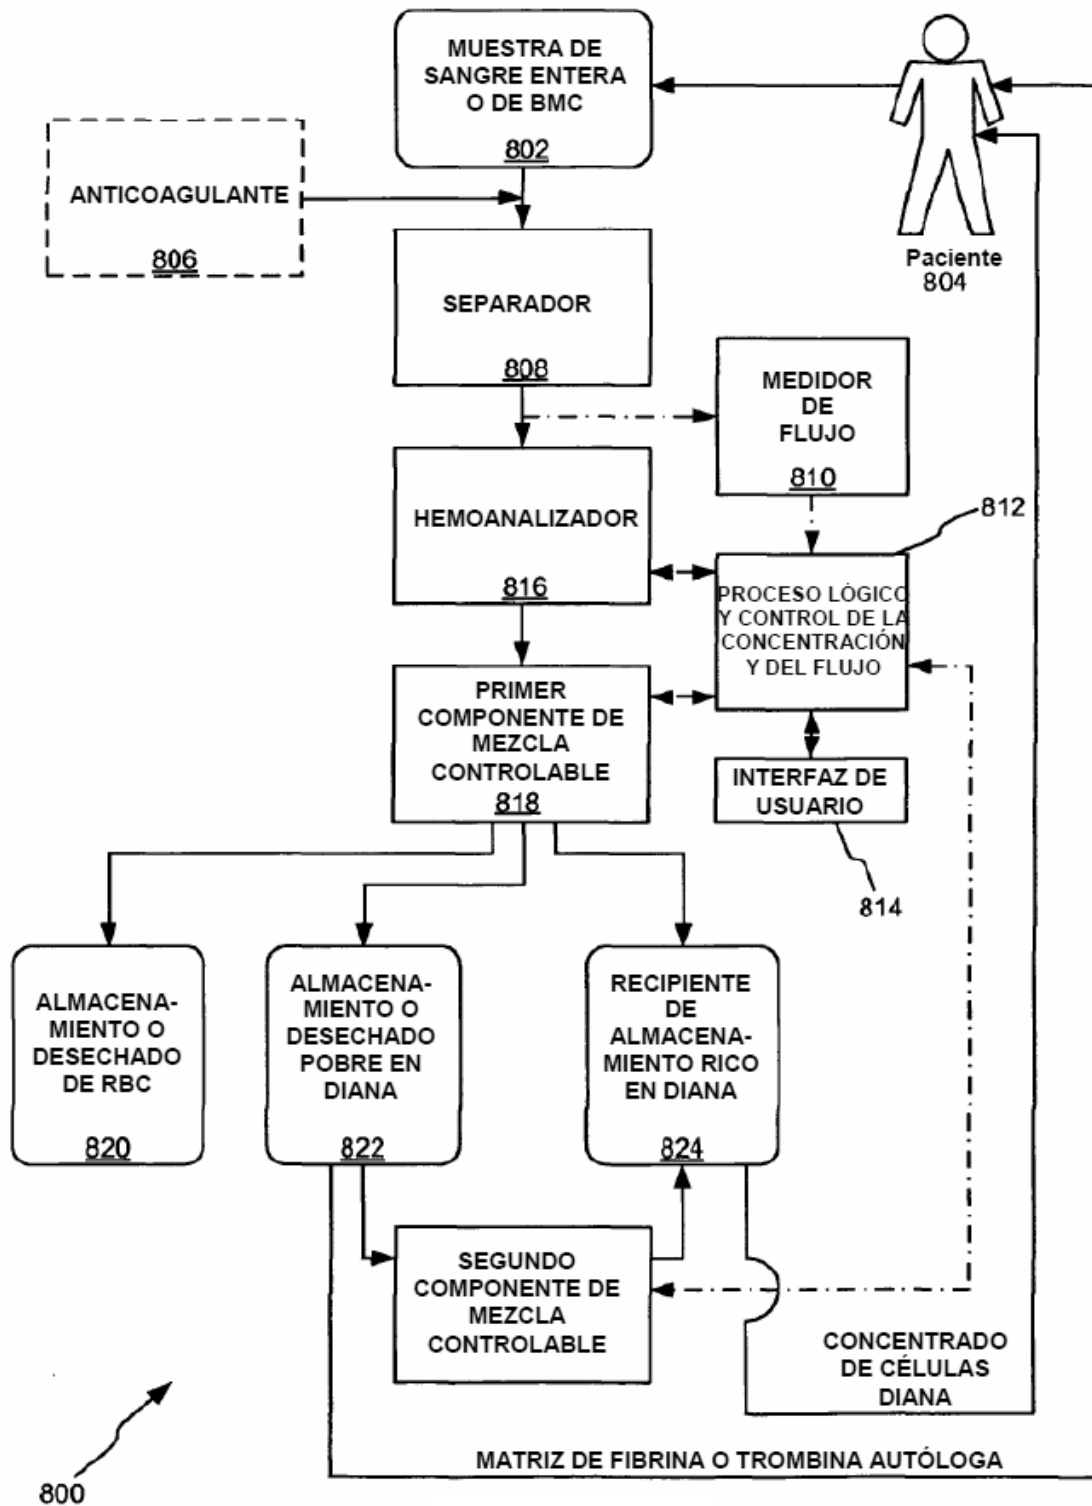 MUESTRA DE
SANGRE ENTERA
O DE BMC
802
ANTICOAGULANTE
806
Paciente
804
SEPARADOR
808
MEDIDOR
DE
FLUJO
810
HEMOANALIZADOR
816
812
PROCESO LÓGICO
Y CONTROL DE LA
CONCENTRACIÓN
Y DEL FLUJO
PRIMER
COMPONENTE DE
MEZCLA
CONTROLABLE
818
INTERFAZ DE
USUARIO
814
ALMACENA-
MIENTO O
DESECHADO
DE RBC
820
ALMACENA-
MIENTO O
DESECHADO
POBRE EN
DIANA
822
RECIPIENTE
DE
ALMACENA-
MIENTO RICO
EN DIANA
824
SEGUNDO
COMPONENTE DE
MEZCLA
CONTROLABLE
CONCENTRADO
DE CÉLULAS
DIANA
MATRIZ DE FIBRINA O TROMBINA AUTÓLOGA
800